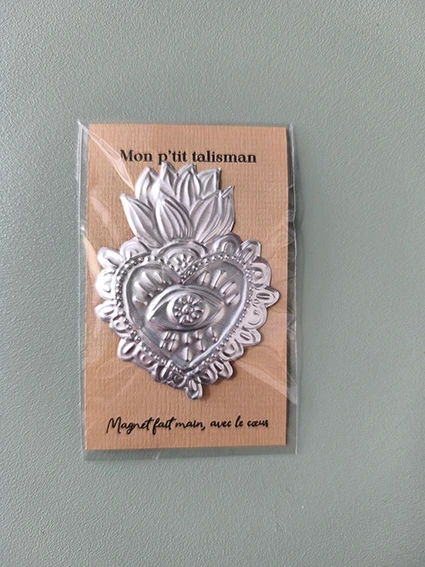 Mon p'tit talisman
Magnet fait main, avec le cœur